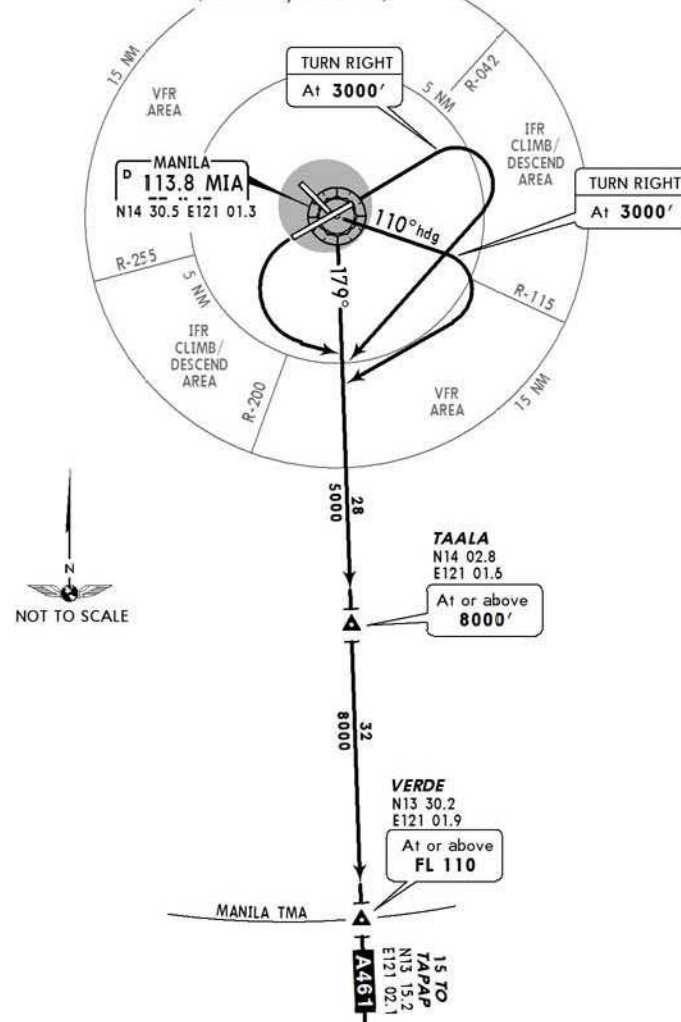 15 NM
VFR
AREA
TURN RIGHT
At 3000'
5 NM
R-042
IFR
CLIMB/
DESCEND
AREA
MANILA
D 113.8 MIA
N14 30.5 E121 01.3
TURN RIGHT
At 3000'
110°hdg
179°
R-255
5 NM
IFR
CLIMB/
DESCEND
AREA
R-200
R-115
VFR
AREA
15 NM
28
5000
N
NOT TO SCALE
TAALA
N14 02.8
E121 01.6
At or above
8000'
32
8000
VERDE
N13 30.2
E121 01.9
At or above
FL 110
MANILA TMA
A461
15 TO
TAPAP
N13 15.2
E121 02.1